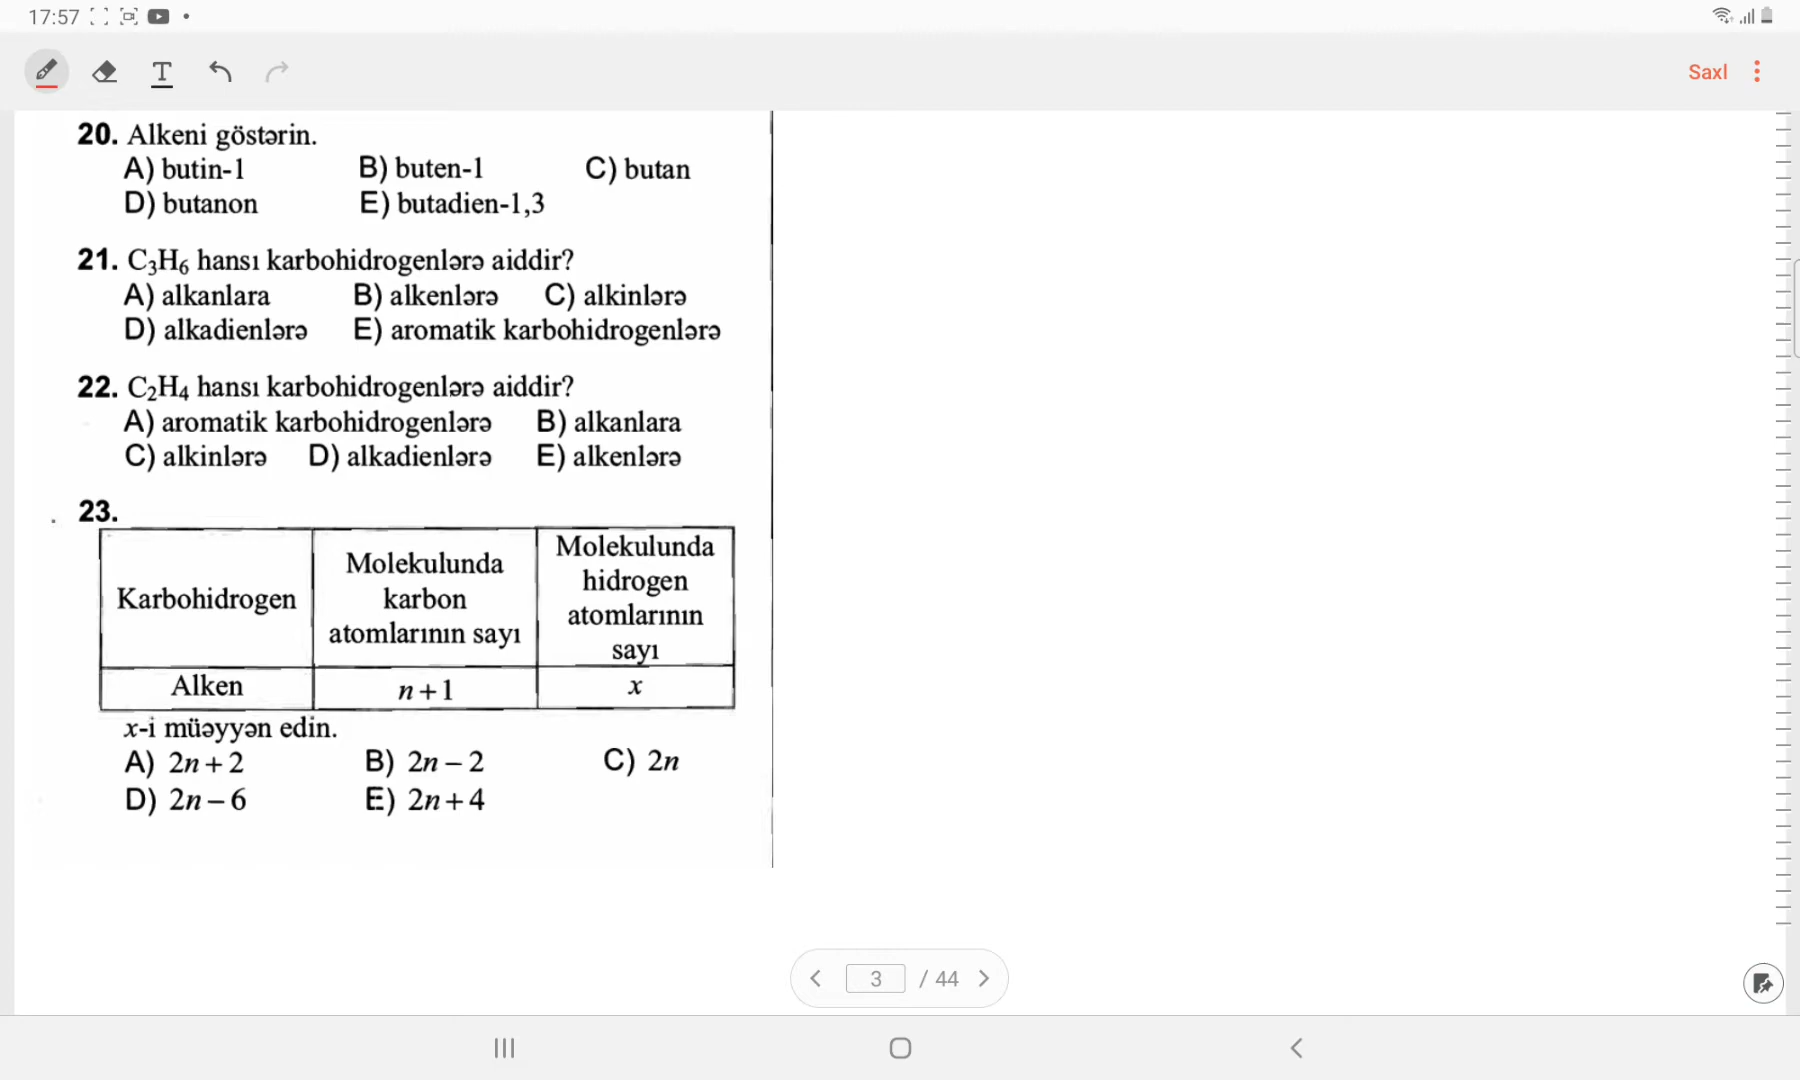 17:57
Saxl
20. Alkeni göstərin.
A) butin-1 B) buten-1 C) butan
D) butanon E) butadien-1,3
21. C₃H₆ hansı karbohidrogenlərə aiddir?
A) alkanlara B) alkenlərə C) alkinlərə
D) alkadienlərə E) aromatik karbohidrogenlərə
22. C₂H₄ hansı karbohidrogenlərə aiddir?
A) aromatik karbohidrogenlərə B) alkanlara
C) alkinlərə D) alkadienlərə E) alkenlərə
23.
Karbohidrogen
Molekulunda
karbon
atomlarının sayı
Molekulunda
hidrogen
atomlarının
sayı
Alken n+1 x
x-i müəyyən edin.
A) 2n+2 B) 2n–2 C) 2n
D) 2n–6 E) 2n+4
3 / 44